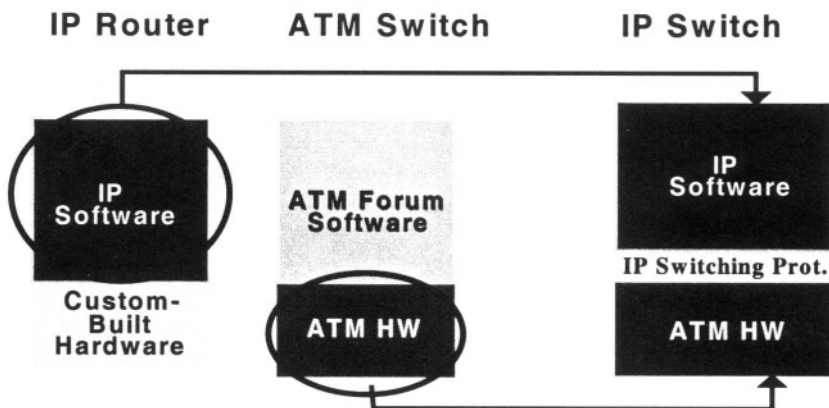 IP Router
ATM Switch
IP Switch
IP
Software
Custom-
Built
Hardware
ATM Forum
Software
ATM HW
IP
Software
IP Switching Prot.
ATM HW